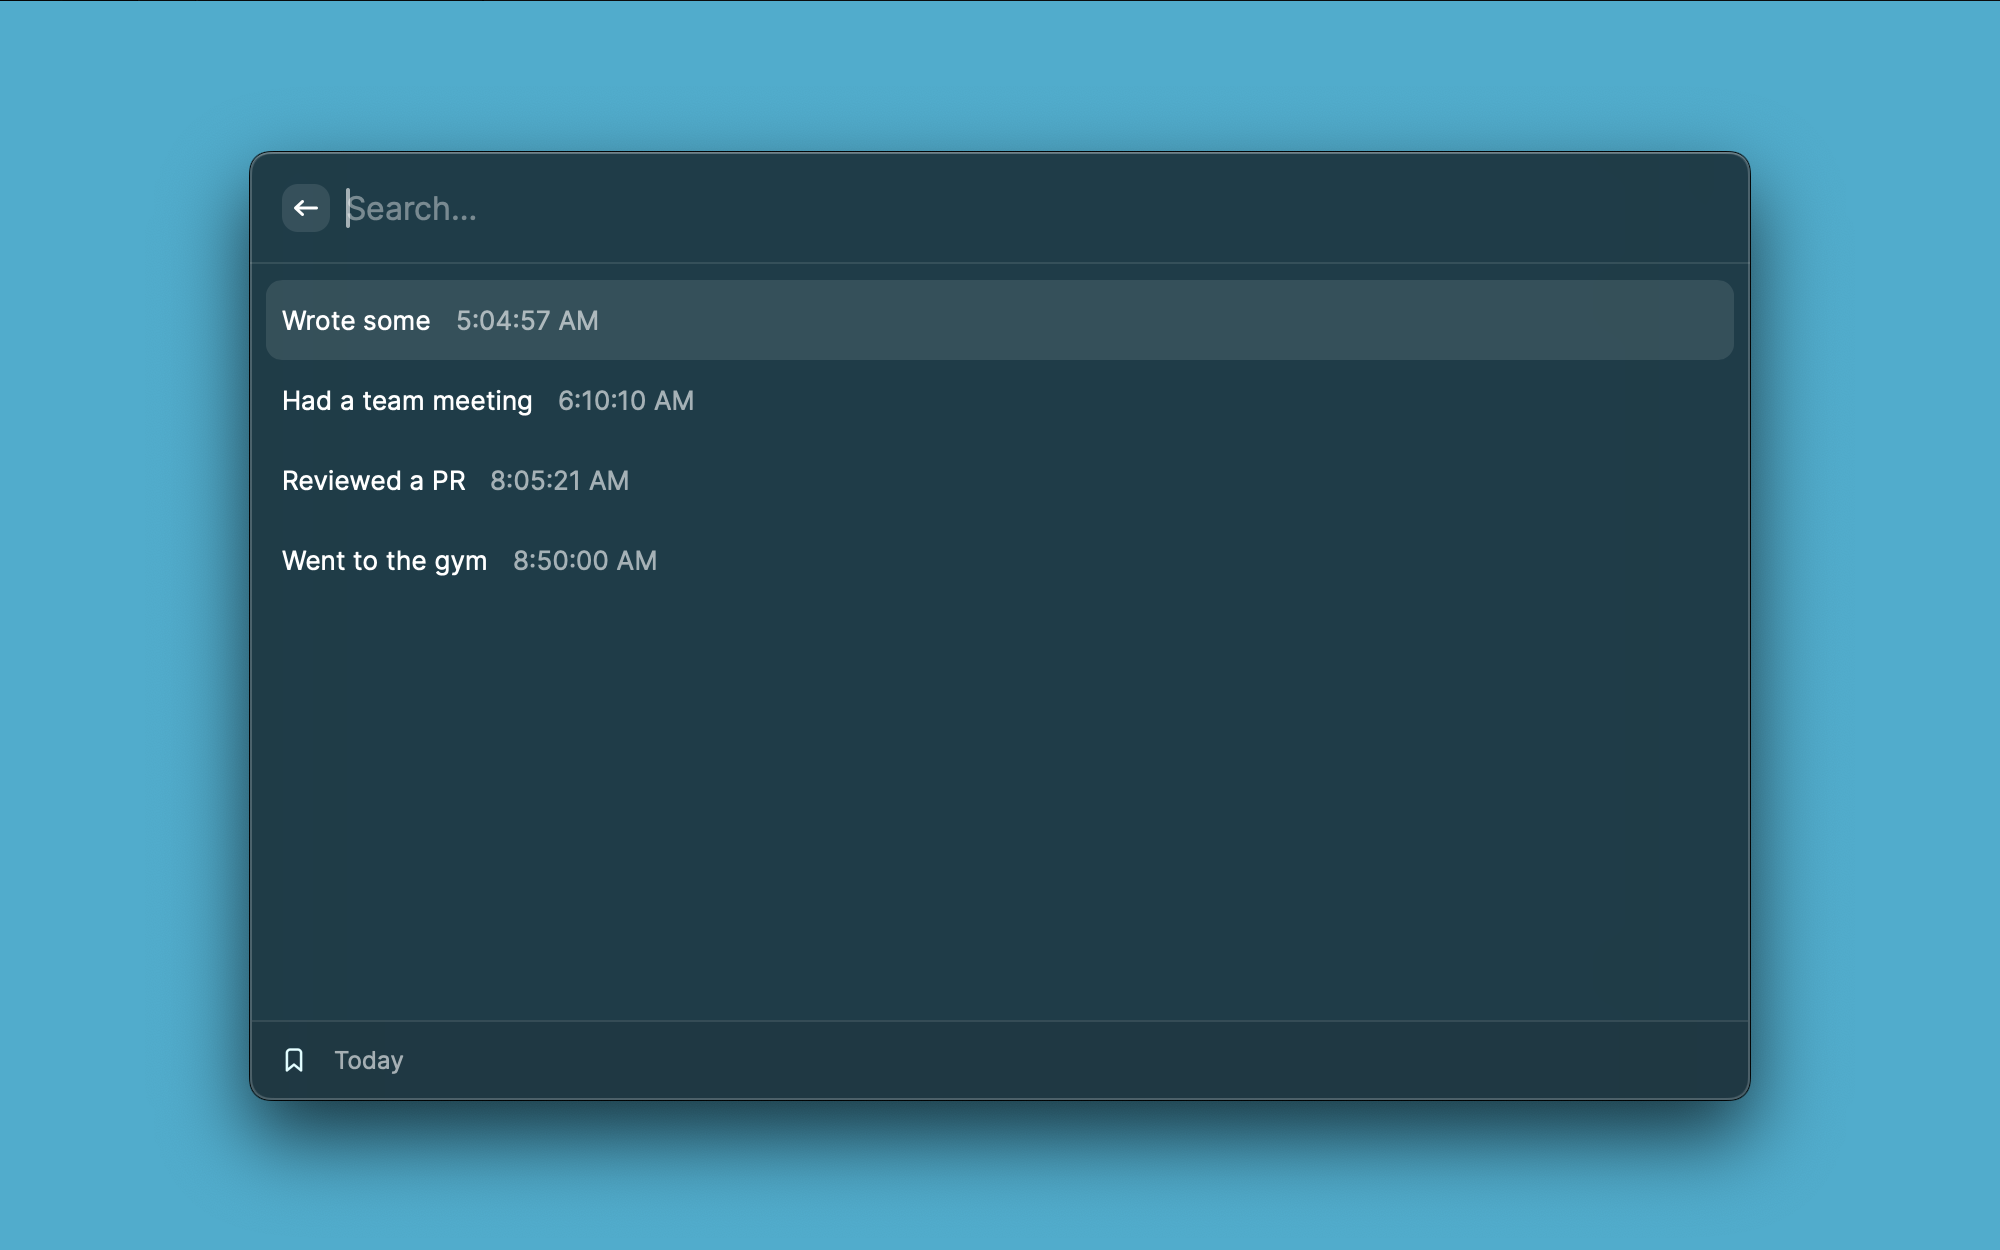 Search...
Wrote some 5:04:57 AM
Had a team meeting 6:10:10 AM
Reviewed a PR 8:05:21 AM
Went to the gym 8:50:00 AM
Today